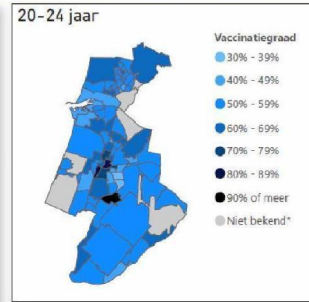 20-24 jaar
Vaccinatiegraad
30% - 39%
40% - 49%
50% - 59%
60% - 69%
70% - 79%
80% - 89%
90% of meer
Niet bekend*